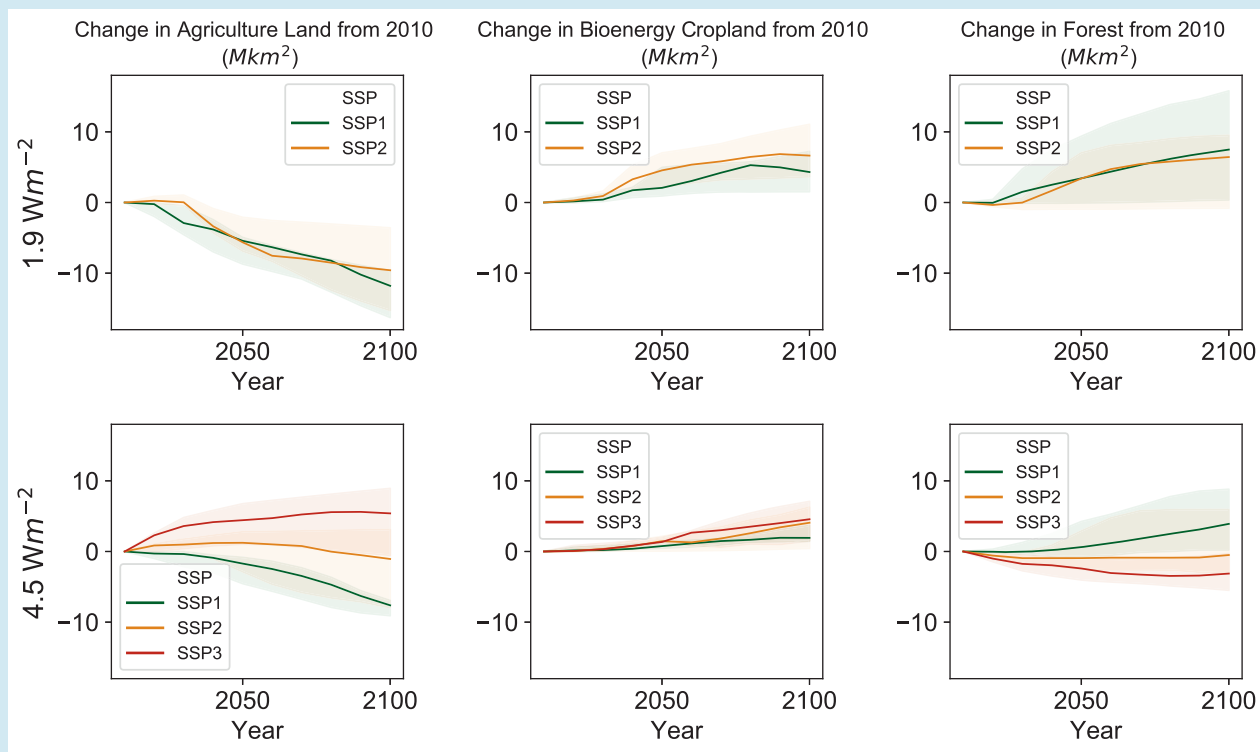 Change in Agriculture Land from 2010
(Mkm²)
Change in Bioenergy Cropland from 2010
(Mkm²)
Change in Forest from 2010
(Mkm²)
1.9 Wm⁻²
10
0
−10
SSP
SSP1
SSP2
2050
2100
Year
10
0
−10
SSP
SSP1
SSP2
2050
2100
Year
10
0
−10
SSP
SSP1
SSP2
2050
2100
Year
4.5 Wm⁻²
10
0
−10
SSP
SSP1
SSP2
SSP3
2050
2100
Year
10
0
−10
SSP
SSP1
SSP2
SSP3
2050
2100
Year
10
0
−10
SSP
SSP1
SSP2
SSP3
2050
2100
Year